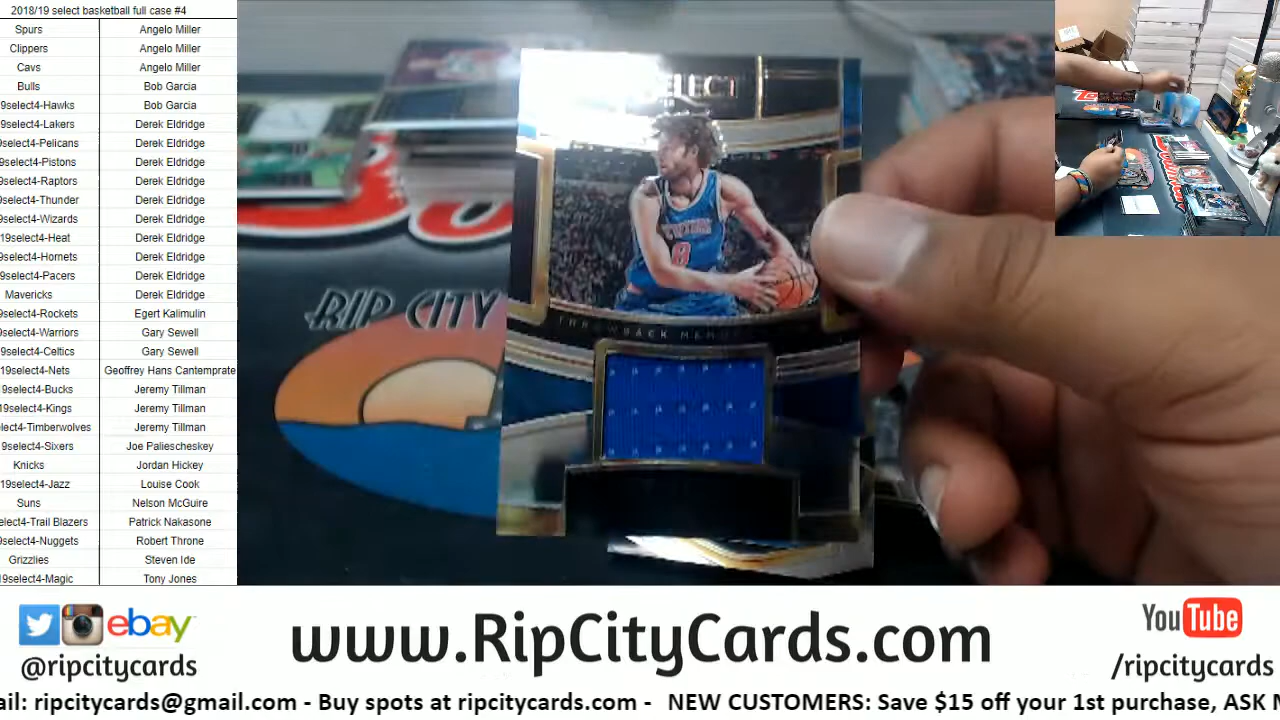 2018/19 select basketball full case #4
Spurs Angelo Miller
Clippers Angelo Miller
Cavs Angelo Miller
Bulls Bob Garcia
9select4-Hawks Bob Garcia
9select4-Lakers Derek Eldridge
9select4-Pelicans Derek Eldridge
9select4-Pistons Derek Eldridge
9select4-Raptors Derek Eldridge
9select4-Thunder Derek Eldridge
9select4-Wizards Derek Eldridge
19select4-Heat Derek Eldridge
9select4-Hornets Derek Eldridge
9select4-Pacers Derek Eldridge
Mavericks Derek Eldridge
9select4-Rockets Egert Kalimulin
9select4-Warriors Gary Sewell
9select4-Celtics Gary Sewell
19select4-Nets Geoffrey Hans Cantemprate
9select4-Bucks Jeremy Tillman
19select4-Kings Jeremy Tillman
elect4-Timberwolves Jeremy Tillman
9select4-Sixers Joe Paliescheskey
Knicks Jordan Hickey
19select4-Jazz Louise Cook
Suns Nelson McGuire
elect4-Trail Blazers Patrick Nakasone
9select4-Nuggets Robert Throne
Grizzlies Steven Ide
19select4-Magic Tony Jones
RIP CITY
8
THROWBACK
ebay
@ripcitycards
www.RipCityCards.com
YouTube
/ripcitycards
ail: ripcitycards@gmail.com - Buy spots at ripcitycards.com - NEW CUSTOMERS: Save $15 off your 1st purchase, ASK